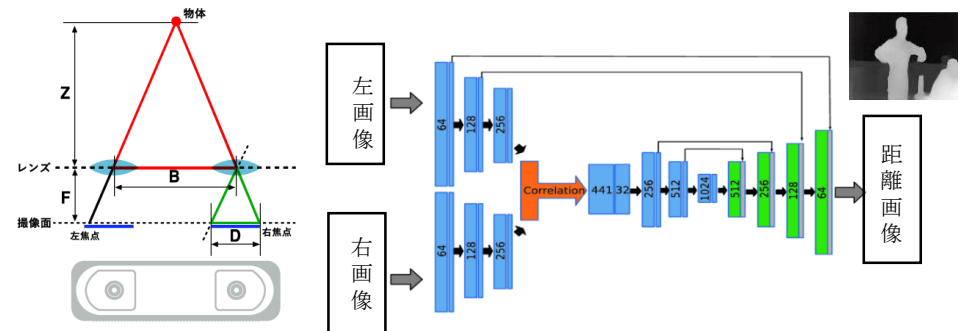 物体
Z
レンズ
B
F
撮像面
左焦点
D
右焦点
左画像
64
128
256
右画像
64
128
256
Correlation
441
32
256
512
1024
512
256
128
64
距離画像